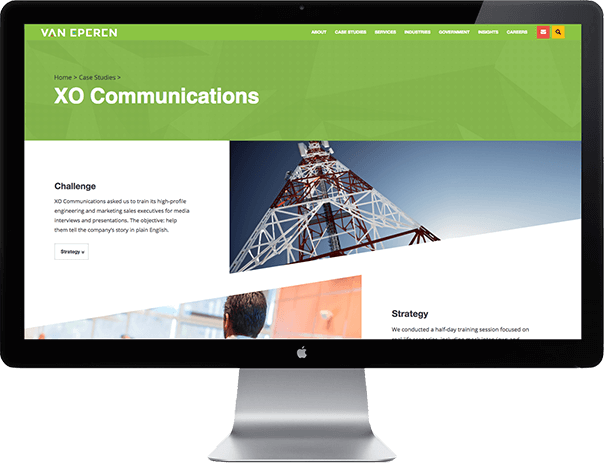 VAN EPEREN
ABOUT CASE STUDIES SERVICES INDUSTRIES GOVERNMENT INSIGHTS CAREERS
Home > Case Studies >
XO Communications
Challenge
XO Communications asked us to train its high-profile
engineering and marketing sales executives for media
interviews and presentations. The objective: help
them tell the company's story in plain English.
Strategy
Strategy
We conducted a half-day training session focused on